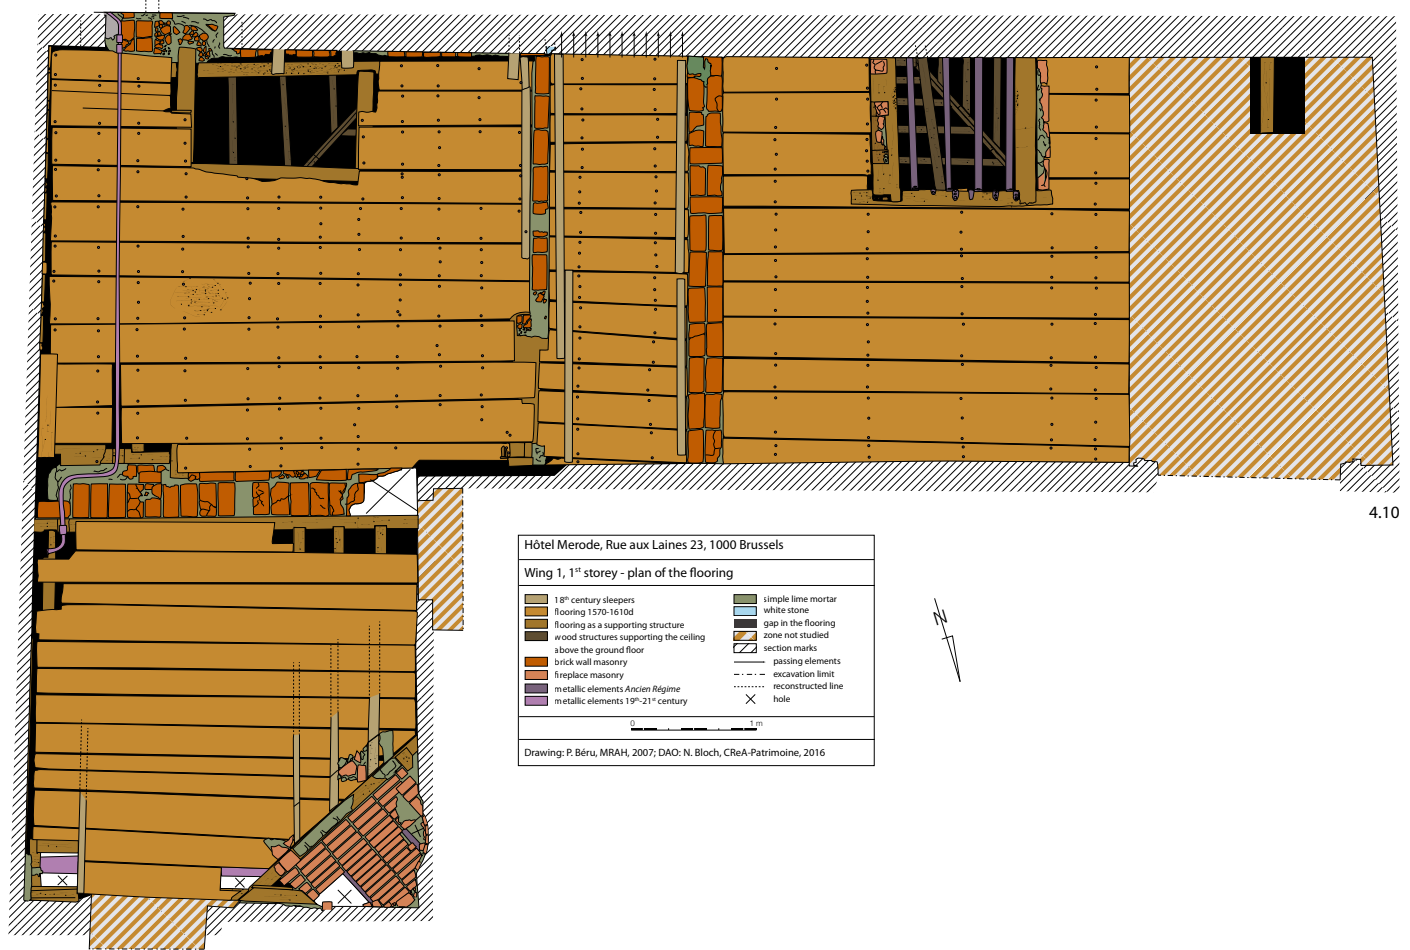 4.10
Hôtel Merode, Rue aux Laines 23, 1000 Brussels
Wing 1, 1st storey - plan of the flooring
18th century sleepers
flooring 1570-1610d
flooring as a supporting structure
wood structures supporting the ceiling
above the ground floor
brick wall masonry
fireplace masonry
metallic elements Ancien Régime
metallic elements 19th-21st century
simple lime mortar
white stone
gap in the flooring
zone not studied
section marks
passing elements
excavation limit
reconstructed line
hole
0 1 m
Drawing: P. Béru, MRAH, 2007; DAO: N. Bloch, CReA-Patrimoine, 2016
N